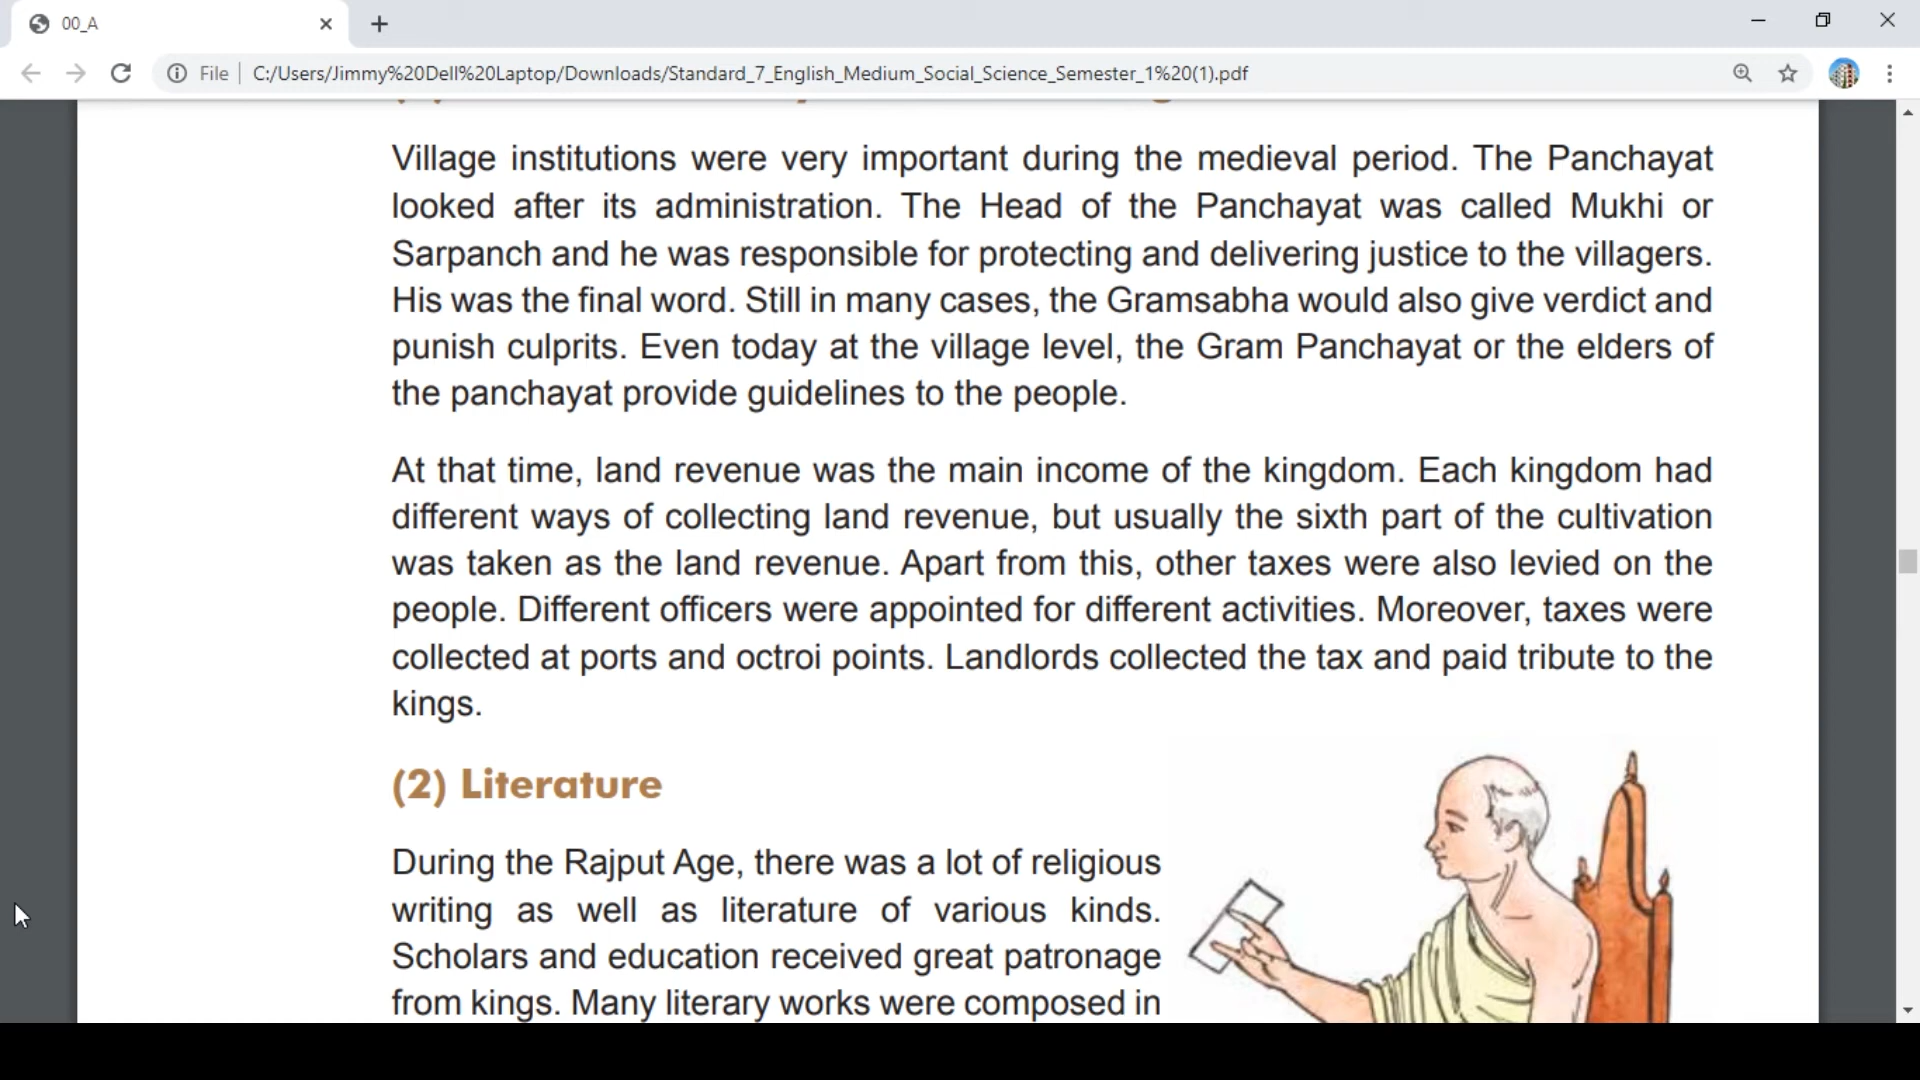 00_A
File C:/Users/Jimmy%20Dell%20Laptop/Downloads/Standard_7_English_Medium_Social_Science_Semester_1%20(1).pdf
Village institutions were very important during the medieval period. The Panchayat
looked after its administration. The Head of the Panchayat was called Mukhi or
Sarpanch and he was responsible for protecting and delivering justice to the villagers.
His was the final word. Still in many cases, the Gramsabha would also give verdict and
punish culprits. Even today at the village level, the Gram Panchayat or the elders of
the panchayat provide guidelines to the people.
At that time, land revenue was the main income of the kingdom. Each kingdom had
different ways of collecting land revenue, but usually the sixth part of the cultivation
was taken as the land revenue. Apart from this, other taxes were also levied on the
people. Different officers were appointed for different activities. Moreover, taxes were
collected at ports and octroi points. Landlords collected the tax and paid tribute to the
kings.
(2) Literature
During the Rajput Age, there was a lot of religious
writing as well as literature of various kinds.
Scholars and education received great patronage
from kings. Many literary works were composed in